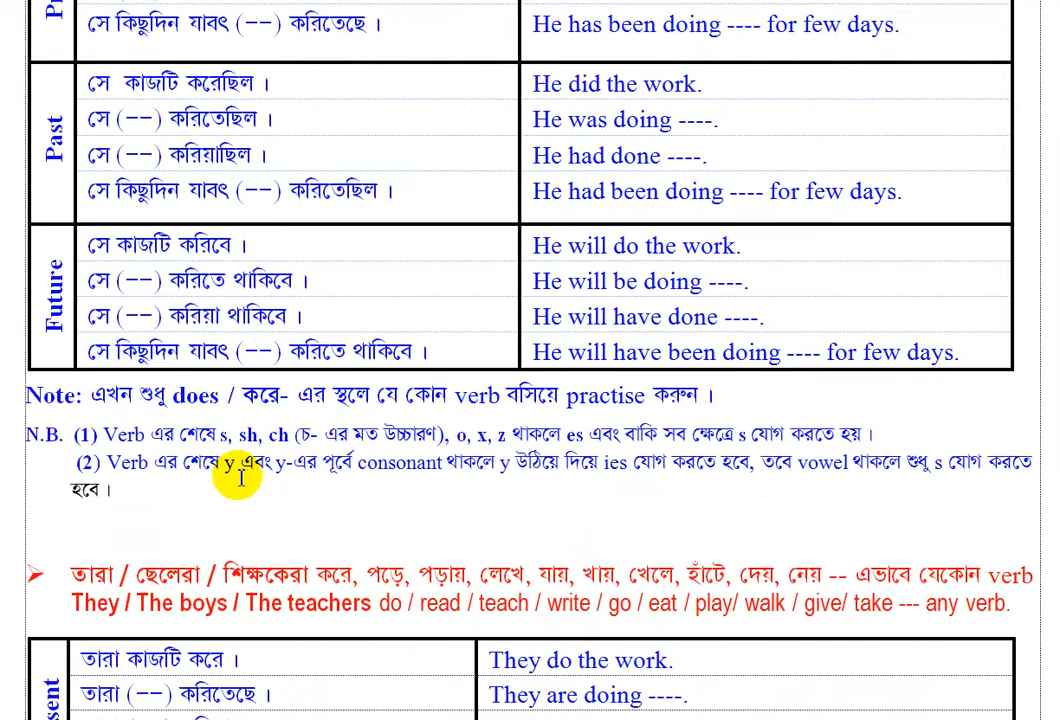 সে কিছুদিন যাবৎ (--) করিতেছে । He has been doing ---- for few days.
Past
সে কাজটি করেছিল । He did the work.
সে (--) করিতেছিল । He was doing ----.
সে (--) করিয়াছিল । He had done ----.
সে কিছুদিন যাবৎ (--) করিতেছিল । He had been doing ---- for few days.
Future
সে কাজটি করিবে । He will do the work.
সে (--) করিতে থাকিবে । He will be doing ----.
সে (--) করিয়া থাকিবে । He will have done ----.
সে কিছুদিন যাবৎ (--) করিতে থাকিবে । He will have been doing ---- for few days.
Note: এখন শুধু does / করে- এর স্থলে যে কোন verb বসিয়ে practise করুন ।
N.B. (1) Verb এর শেষে s, sh, ch (চ- এর মত উচ্চারণ), o, x, z থাকলে es এবং বাকি সব ক্ষেত্রে s যোগ করতে হয় ।
(2) Verb এর শেষে y এবং y-এর পূর্বে consonant থাকলে y উঠিয়ে দিয়ে ies যোগ করতে হবে, তবে vowel থাকলে শুধু s যোগ করতে
হবে ।
তারা / ছেলেরা / শিক্ষকেরা করে, পড়ে, পড়ায়, লেখে, যায়, খায়, খেলে, হাঁটে, দেয়, নেয় -- এভাবে যেকোন verb
They / The boys / The teachers do / read / teach / write / go / eat / play/ walk / give/ take --- any verb.
তারা কাজটি করে । They do the work.
তারা (--) করিতেছে । They are doing ----.